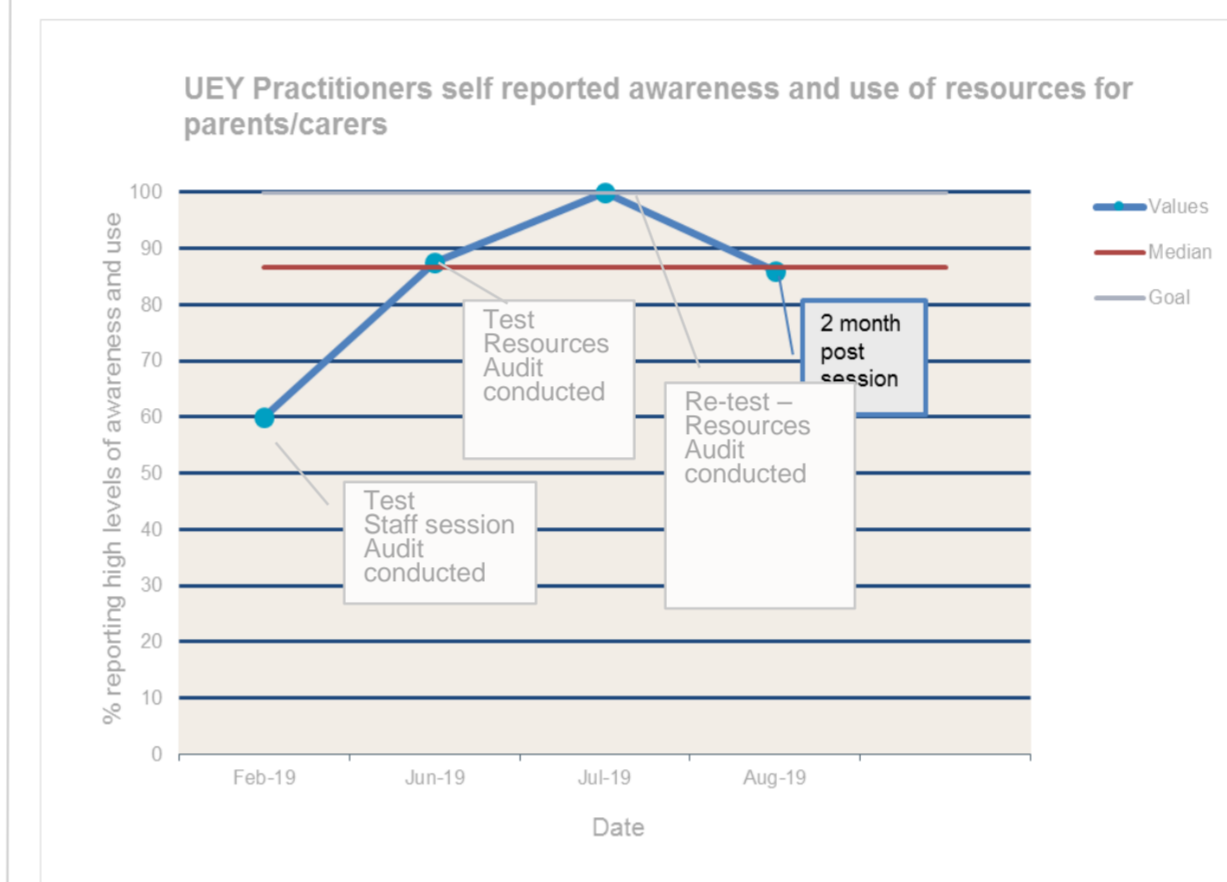 UEY Practitioners self reported awareness and use of resources for
parents/carers
% reporting high levels of awareness and use
100
90
80
70
60
50
40
30
20
10
0
Values
Median
Goal
Test
Resources
Audit
conducted
2 month
post
session
Re-test –
Resources
Audit
conducted
Test
Staff session
Audit
conducted
Feb-19
Jun-19
Jul-19
Aug-19
Date